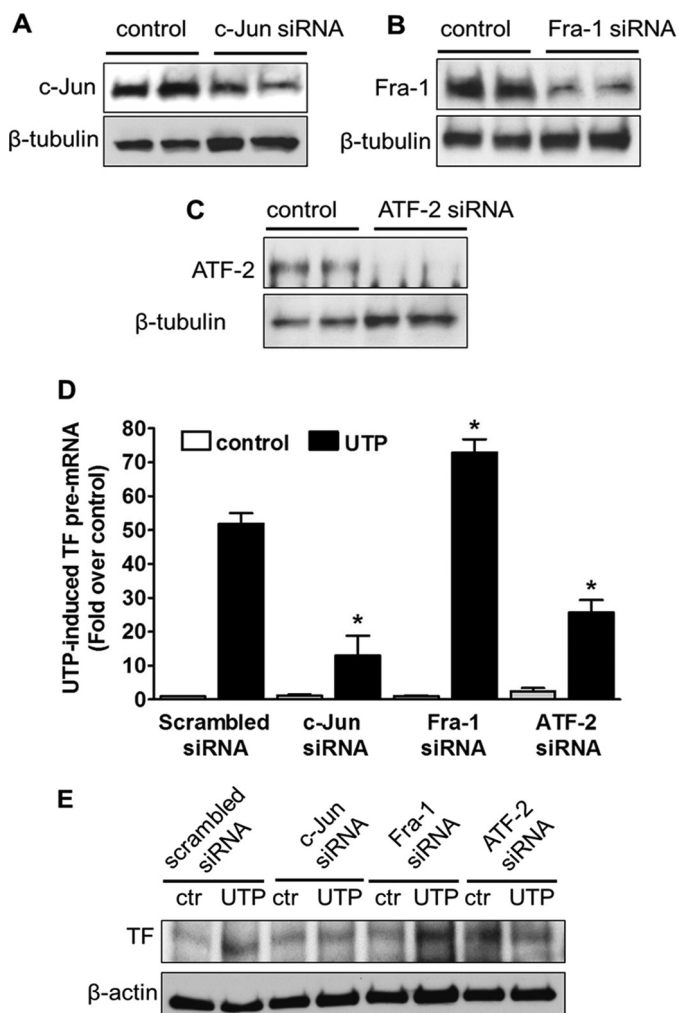 A
control c-Jun siRNA
c-Jun
β-tubulin
B
control Fra-1 siRNA
Fra-1
β-tubulin
C
control ATF-2 siRNA
ATF-2
β-tubulin
D
UTP-induced TF pre-mRNA
(Fold over control)
80
70
60
50
40
30
20
10
0
control UTP
*
*
*
Scrambled siRNA
c-Jun siRNA
Fra-1 siRNA
ATF-2 siRNA
E
scrambled siRNA
c-Jun siRNA
Fra-1 siRNA
ATF-2 siRNA
ctr UTP ctr UTP ctr UTP ctr UTP
TF
β-actin